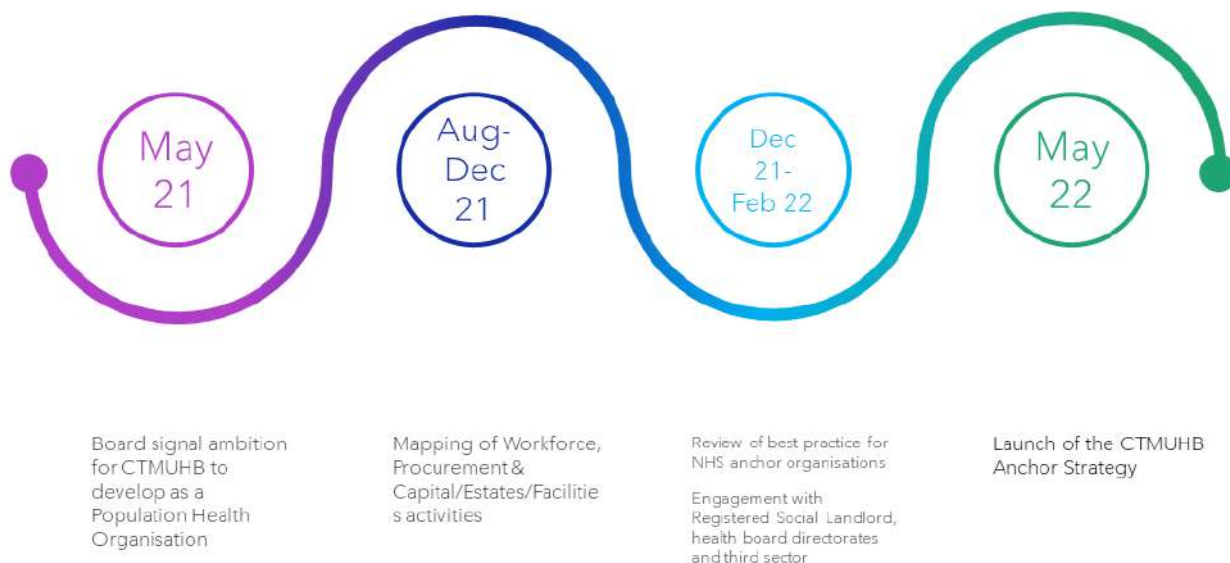 May
21
Aug-
Dec
21
Dec
21-
Feb 22
May
22
Board signal ambition
for CTMUHB to
develop as a
Population Health
Organisation
Mapping of Workforce,
Procurement &
Capital/Estates/Facilitie
s activities
Review of best practice for
NHS anchor organisations
Engagement with
Registered Social Landlord,
health board directorates
and third sector
Launch of the CTMUHB
Anchor Strategy